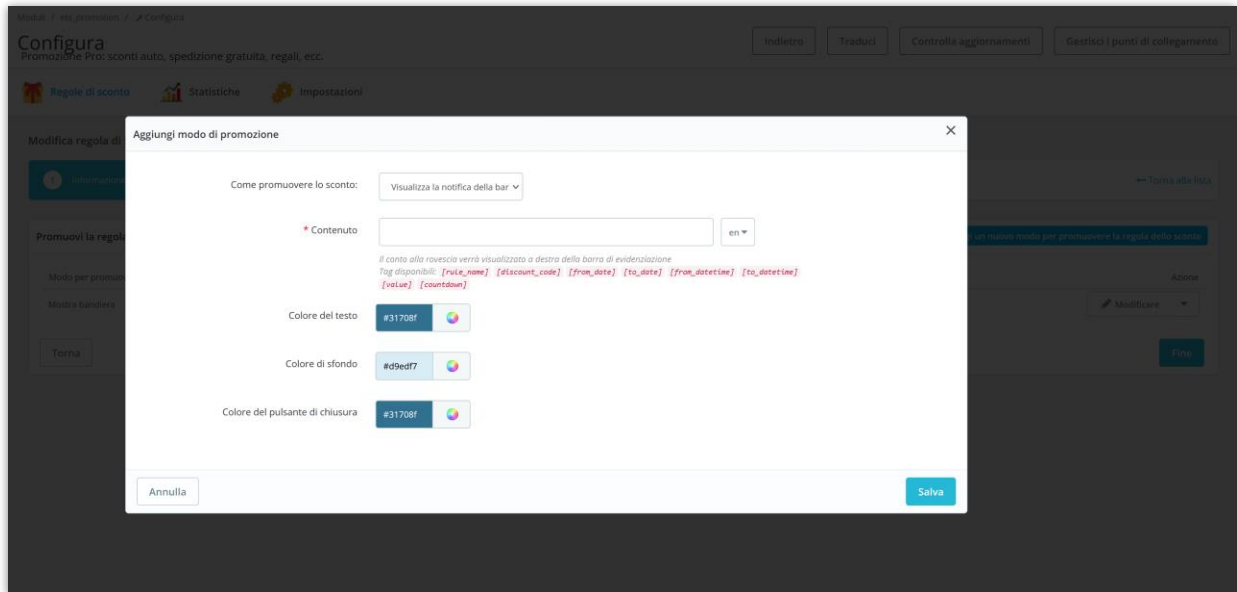 Moduli / ets_promotion / Configura
Configura
Promozione Pro: sconti auto, spedizione gratuita, regali, ecc.
Indietro
Traduci
Controlla aggiornamenti
Gestisci i punti di collegamento
Regole di sconto
Statistiche
Impostazioni
Modifica regola di
Aggiungi modo di promozione
×
1 Informazione
Torna alla lista
Come promuovere lo sconto:
Visualizza la notifica della bar
Promuovi la regola
* Contenuto
en
un nuovo modo per promuovere la regola dello sconto
Il conto alla rovescia verrà visualizzato a destra della barra di evidenziazione
Tag disponibili: [rule_name] [discount_code] [from_date] [to_date] [from_datetime] [to_datetime]
[value] [countdown]
Modo per promuov
Azione
Mostra bandiera
Modificare
Colore del testo
#31708f
Torna
Fine
Colore di sfondo
#d9edf7
Colore del pulsante di chiusura
#31708f
Annulla
Salva